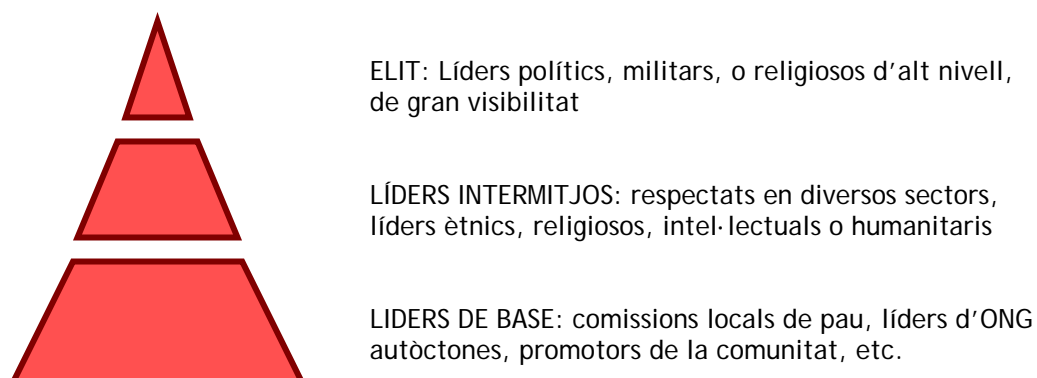 ELIT: Líders polítics, militars, o religiosos d’alt nivell,
de gran visibilitat
LÍDERS INTERMITJOS: respectats en diversos sectors,
líders ètnics, religiosos, intel·lectuals o humanitaris
LIDERS DE BASE: comissions locals de pau, líders d’ONG
autòctones, promotors de la comunitat, etc.